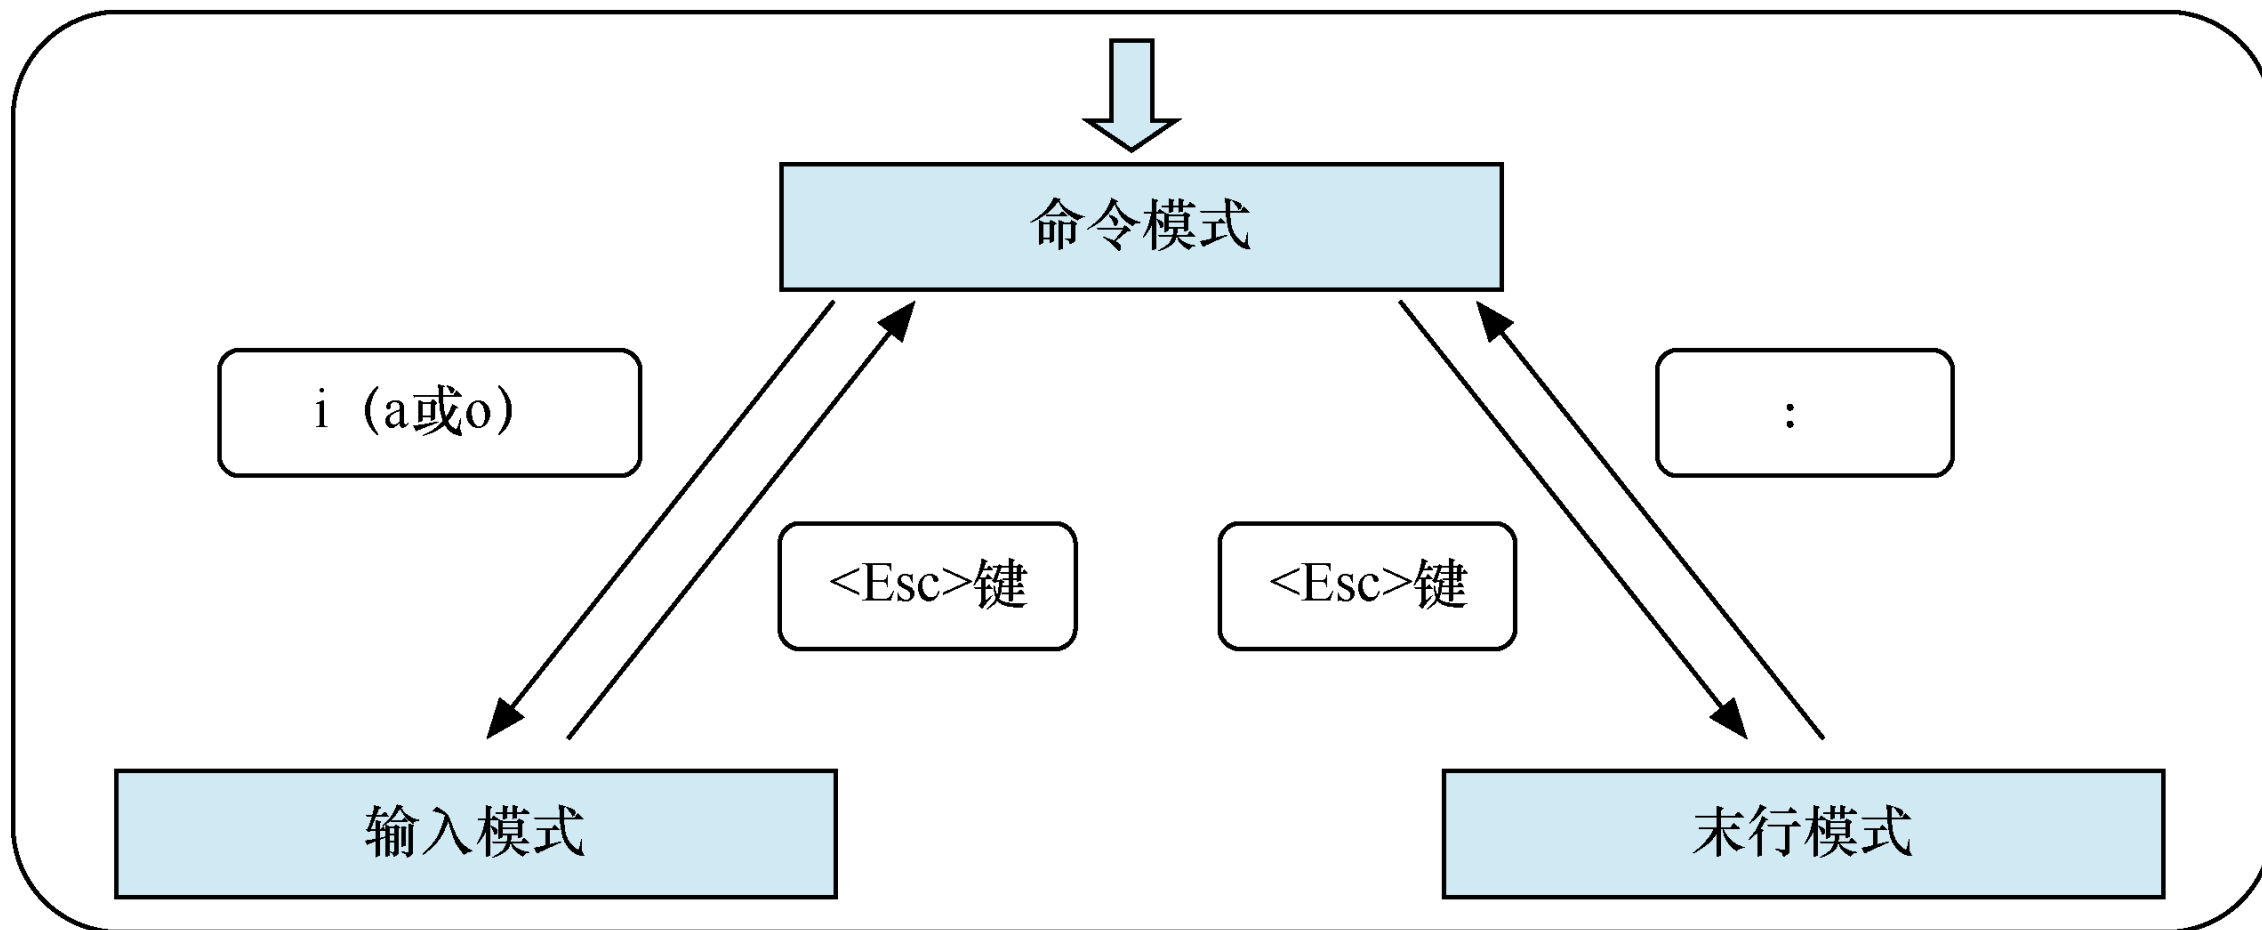 命令模式
i（a或o）
：
<Esc>键
<Esc>键
输入模式
末行模式